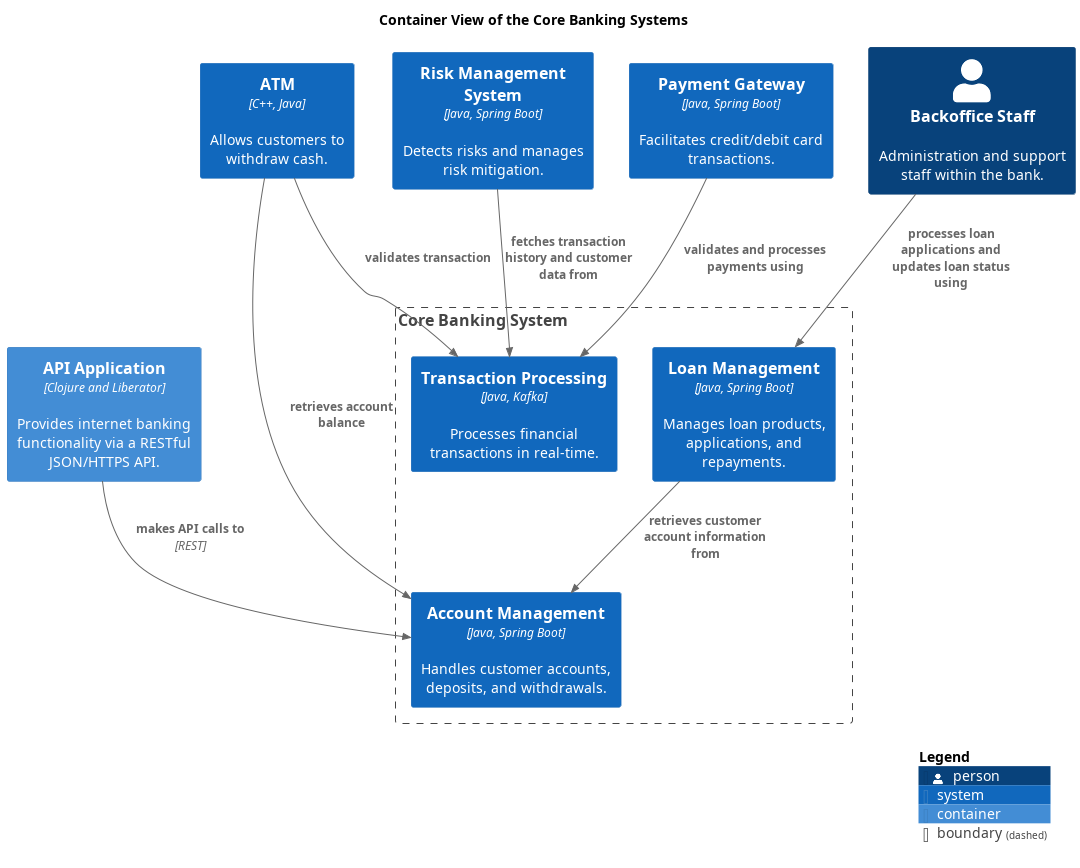 Container View of the Core Banking Systems
ATM
[C++, Java]
Allows customers to
withdraw cash.
Risk Management
System
[Java, Spring Boot]
Detects risks and manages
risk mitigation.
Payment Gateway
[Java, Spring Boot]
Facilitates credit/debit card
transactions.
Backoffice Staff
Administration and support
staff within the bank.
validates transaction
fetches transaction
history and customer
data from
validates and processes
payments using
processes loan
applications and
updates loan status
using
Core Banking System
API Application
[Clojure and Liberator]
Provides internet banking
functionality via a RESTful
JSON/HTTPS API.
retrieves account
balance
Transaction Processing
[Java, Kafka]
Processes financial
transactions in real-time.
Loan Management
[Java, Spring Boot]
Manages loan products,
applications, and
repayments.
makes API calls to
[REST]
retrieves customer
account information
from
Account Management
[Java, Spring Boot]
Handles customer accounts,
deposits, and withdrawals.
Legend
person
system
container
boundary (dashed)